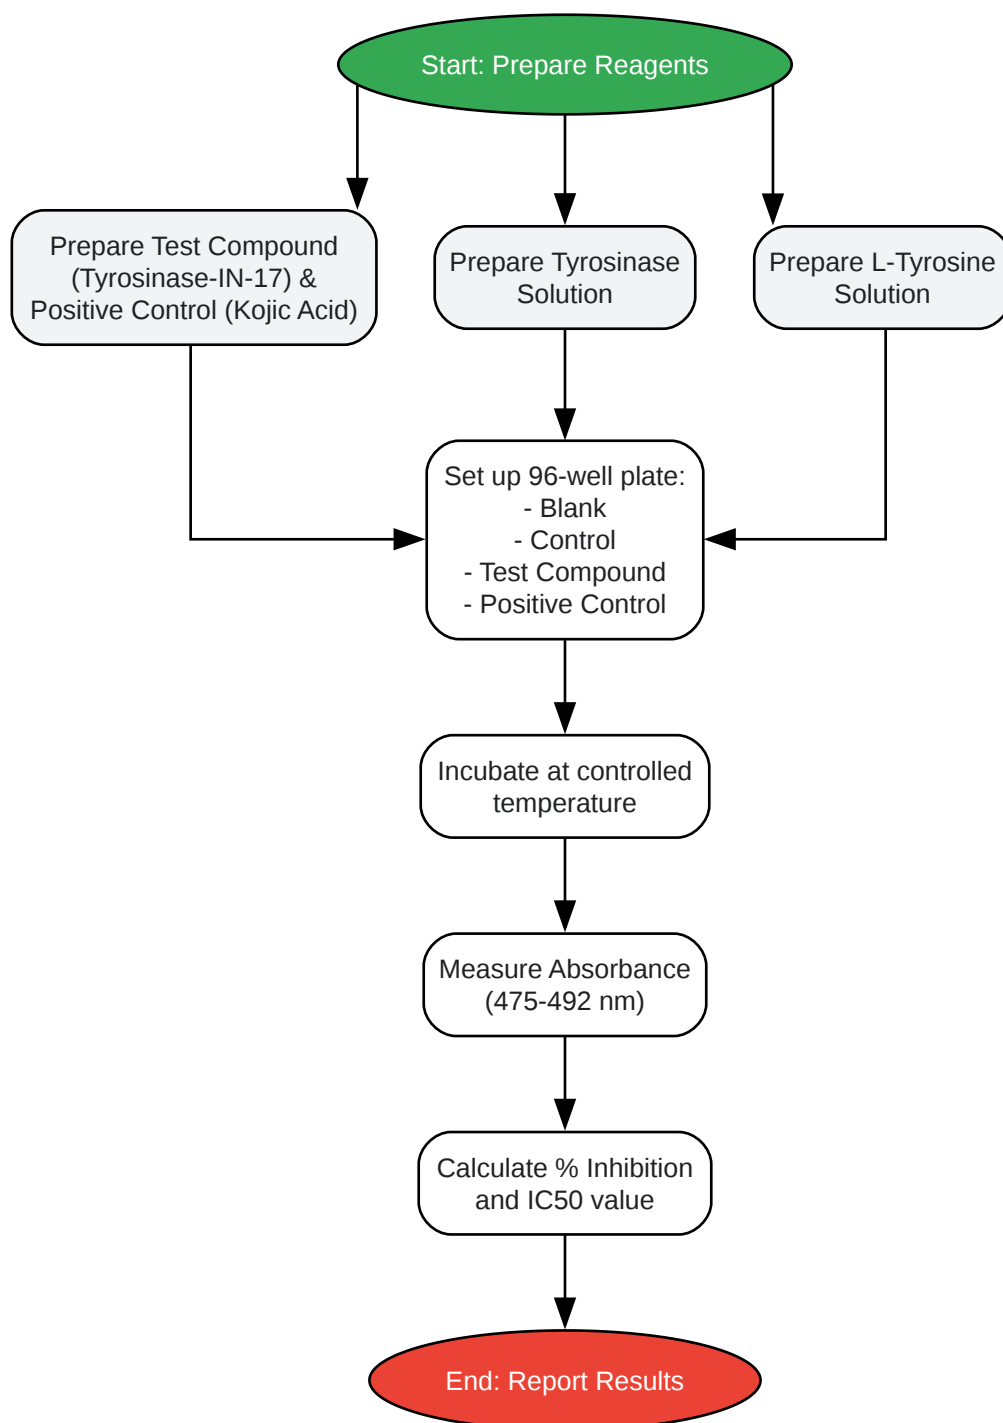 Start: Prepare Reagents
Prepare Test Compound
(Tyrosinase-IN-17) &
Positive Control (Kojic Acid)
Prepare Tyrosinase
Solution
Prepare L-Tyrosine
Solution
Set up 96-well plate:
- Blank
- Control
- Test Compound
- Positive Control
Incubate at controlled
temperature
Measure Absorbance
(475-492 nm)
Calculate % Inhibition
and IC50 value
End: Report Results